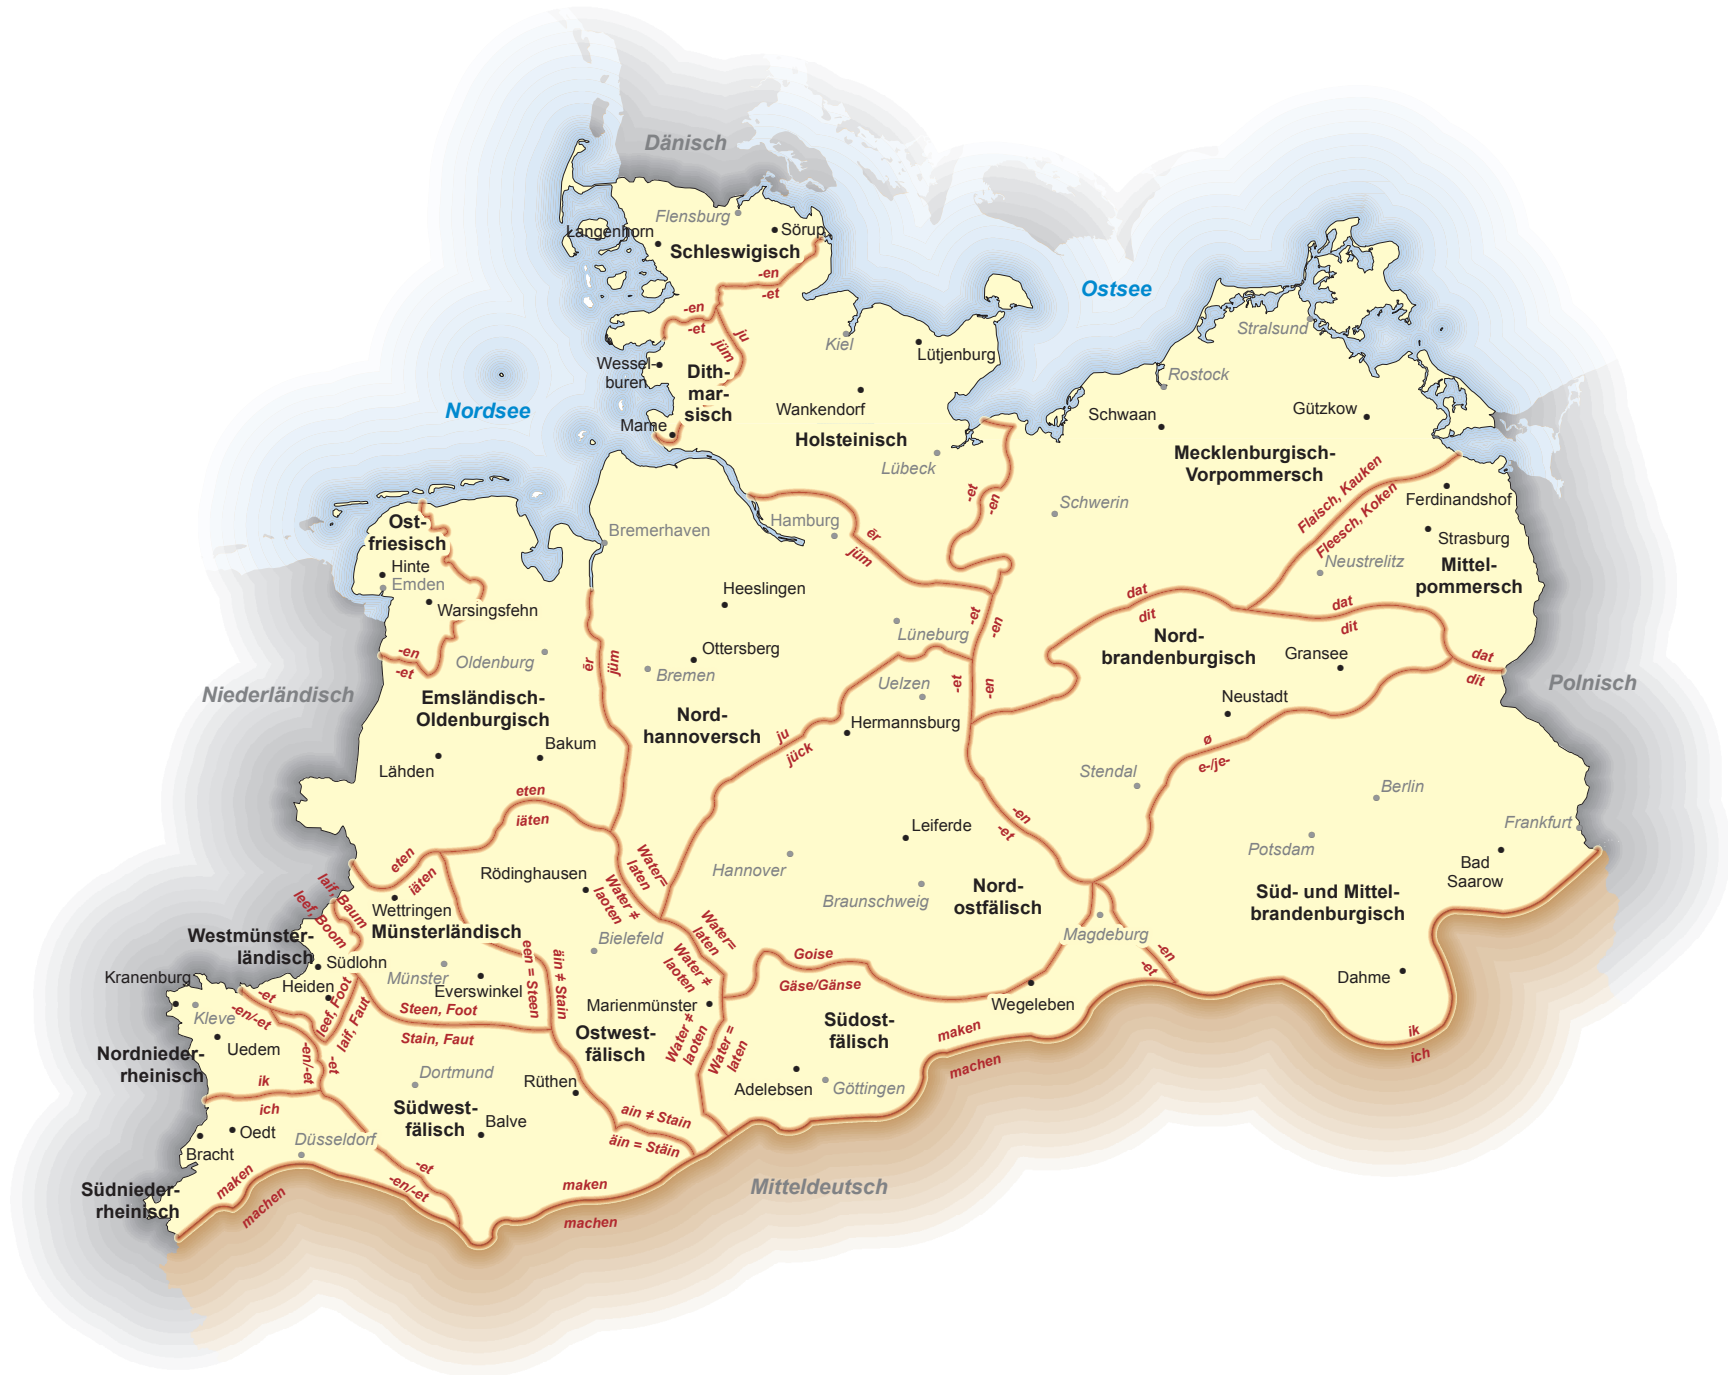 Dänisch
Flensburg
Langenhorn
Sörup
Schleswigisch
-en
-et
-en
-et
ju
jüm
Ostsee
Stralsund
Kiel
Lütjenburg
Wessel-
buren
Dith-
mar-
sisch
Rostock
Nordsee
Wankendorf
Schwaan
Gützkow
Marne
Holsteinisch
Lübeck
Mecklenburgisch-
Vorpommersch
-et
-en
Schwerin
Flaisch, Kauken
Fleesch, Koken
Ferdinandshof
Strasburg
Ost-
friesisch
Bremerhaven
Hamburg
ër
jüm
Hinte
Emden
Neustrelitz
Mittel-
pommersch
Warsingsfehn
Heeslingen
dat
dit
dat
dit
-et
-en
Lüneburg
-en
-et
Oldenburg
ër
jüm
Ottersberg
Bremen
Nord-
brandenburgisch
Gransee
dat
dit
Niederländisch
Polnisch
Emsländisch-
Oldenburgisch
Uelzen
-et
-en
Neustadt
Nord-
hannoversch
Hermannsburg
ju
jück
ø
e-/je-
Bakum
Lähden
Stendal
Berlin
eten
iäten
-en
-et
Leiferde
Frankfurt
Potsdam
Hannover
Bad
Saarow
eten
iäten
Water=
laten
Rödinghausen
Water ≠
laoten
laif, Baum
leef, Boom
Wettringen
Münsterländisch
Braunschweig
Nord-
ostfälisch
Süd- und Mittel-
brandenburgisch
Westmünster-
ländisch
Bielefeld
Water=
laten
Magdeburg
Südlohn
Münster
een = Steen
äin ≠ Stain
Water ≠
laoten
Goise
Gäse/Gänse
-en
-et
Kranenburg
Heiden
Everswinkel
Dahme
Kleve
-et
-en/-et
leef, Foot
laif, Faut
Steen, Foot
Stain, Faut
Marienmünster
Wegeleben
Uedem
Ostwest-
fälisch
Südost-
fälisch
Water ≠
laoten
Water =
laten
maken
machen
ik
ich
Nordnieder-
rheinisch
-en/-et
-et
Dortmund
Rüthen
Adelebsen
Göttingen
ik
ich
Südwest-
fälisch
Balve
ain ≠ Stain
äin = Stäin
Oedt
Bracht
Düsseldorf
Südnieder-
rheinisch
maken
machen
-et
-en/-et
maken
machen
Mitteldeutsch